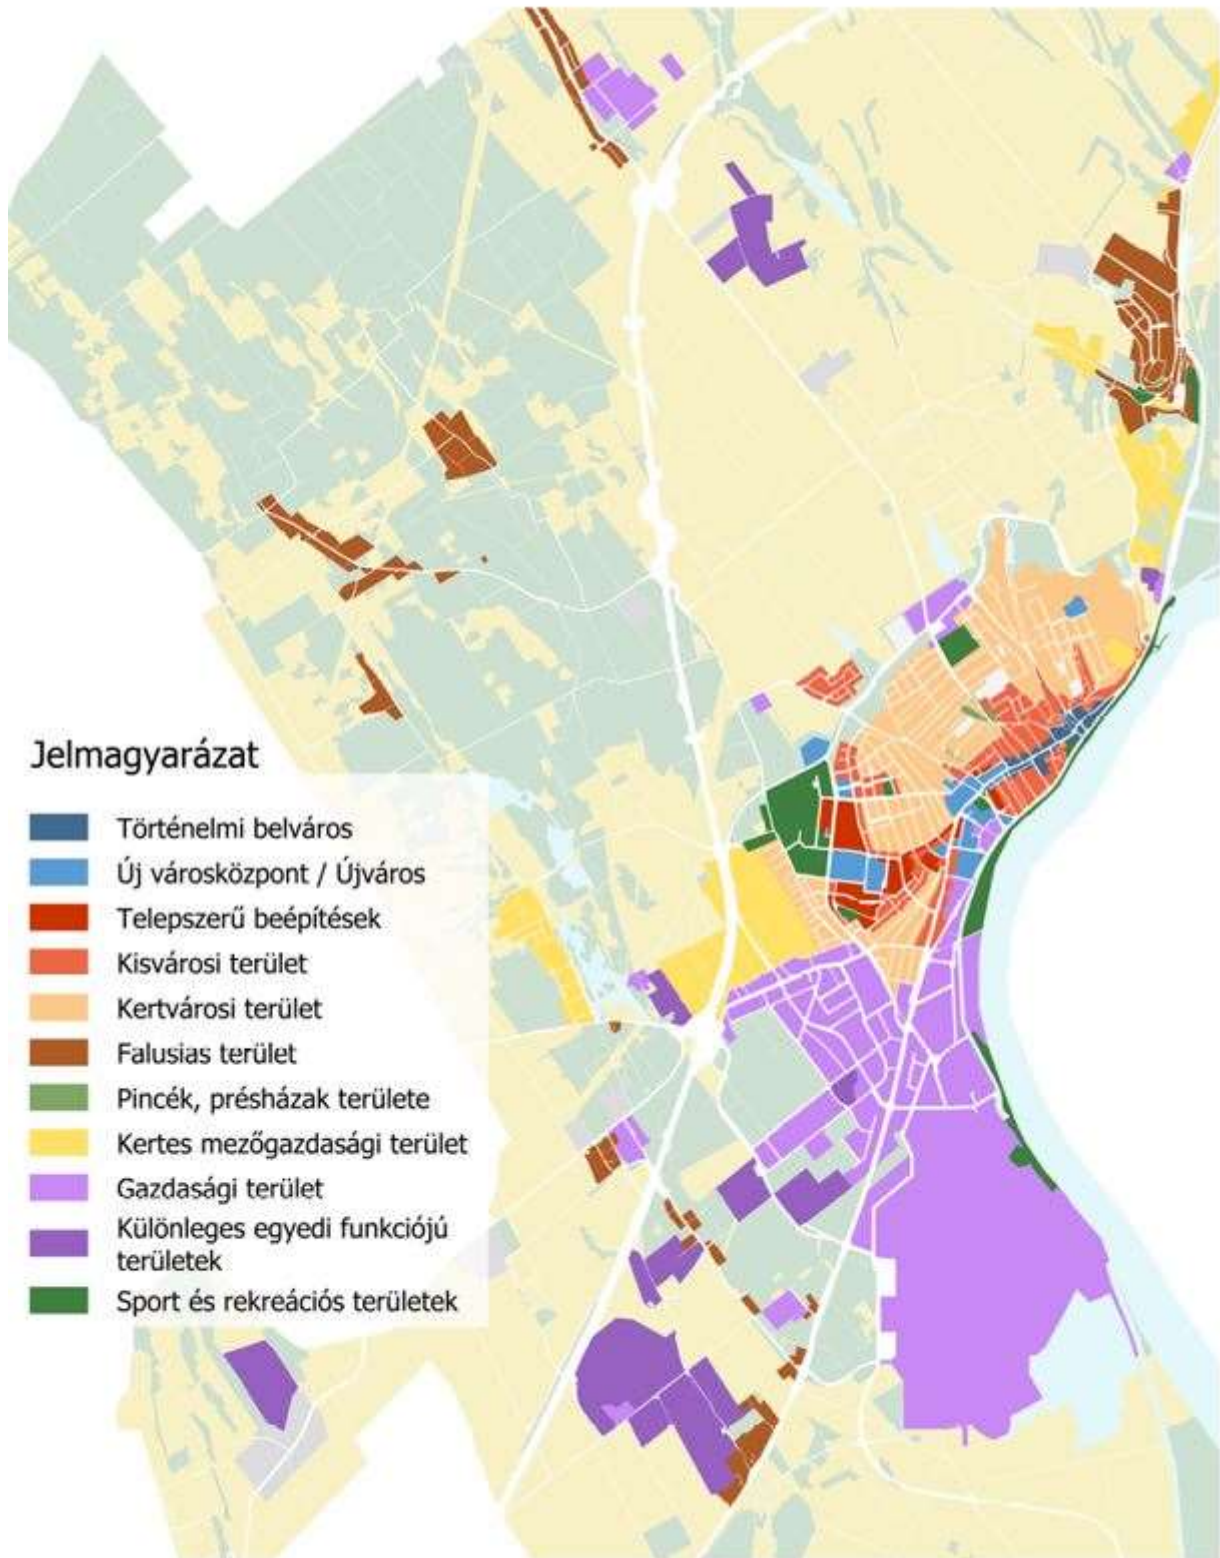 Jelmagyarázat
Történelmi belváros
Új városközpont / Újváros
Telepszerű beépítések
Kisvárosi terület
Kertvárosi terület
Falusias terület
Pincék, présházak területe
Kertes mezőgazdasági terület
Gazdasági terület
Különleges egyedi funkciójú
területek
Sport és rekreációs területek